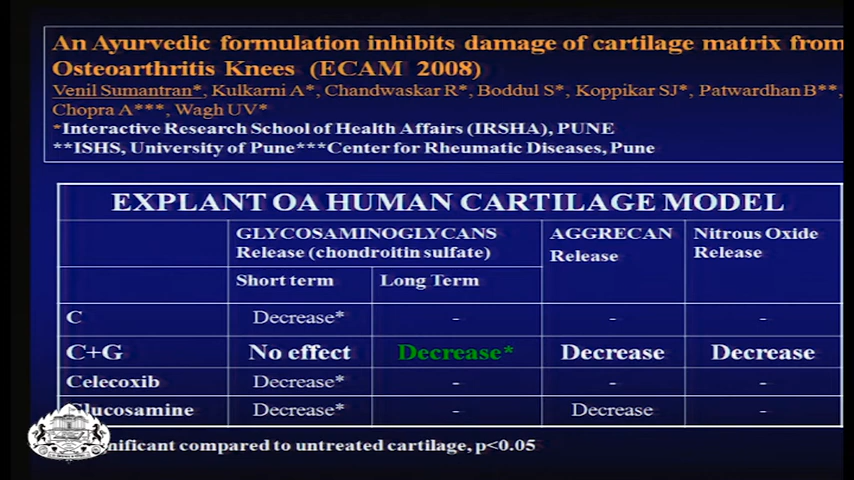 An Ayurvedic formulation inhibits damage of cartilage matrix from
Osteoarthritis Knees (ECAM 2008)
Venil Sumantran*, Kulkarni A*, Chandwaskar R*, Boddul S*, Koppikar SJ*, Patwardhan B**,
Chopra A***, Wagh UV*
*Interactive Research School of Health Affairs (IRSHA), PUNE
**ISHS, University of Pune***Center for Rheumatic Diseases, Pune
EXPLANT OA HUMAN CARTILAGE MODEL
GLYCOSAMINOGLYCANS AGGRECAN Nitrous Oxide
Release (chondroitin sulfate) Release Release
Short term Long Term
C Decrease* - - -
C+G No effect Decrease* Decrease Decrease
Celecoxib Decrease* - - -
Glucosamine Decrease* - Decrease -
compared to untreated cartilage, p<0.05